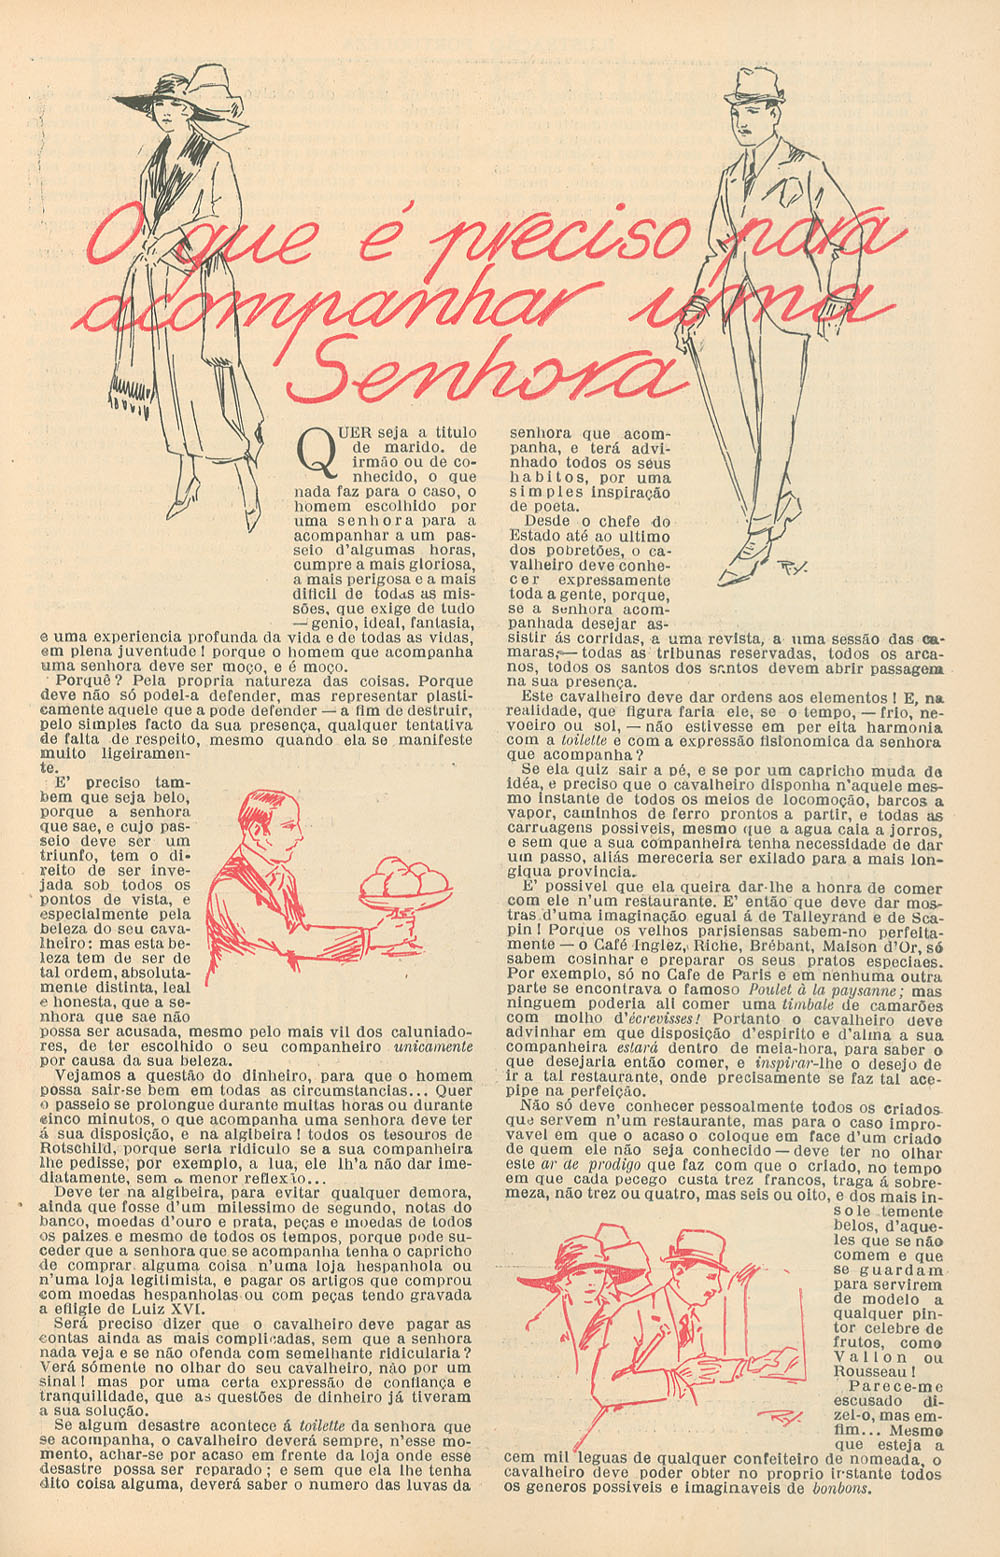 O que é preciso para
acompanhar uma
Senhora
QUER seja a titulo
de marido. de
irmão ou de co-
nhecido, o que
nada faz para o caso, o
homem escolhido por
uma senhora para a
acompanhar a um pas-
seio d'algumas horas,
cumpre a mais gloriosa,
a mais perigosa e a mais
dificil de todas as mis-
sões, que exige de tudo
—genio, ideal, fantasia,
e uma experiencia profunda da vida e de todas as vidas,
em plena juventude! porque o homem que acompanha
uma senhora deve ser moço, e é moço.
Porquê? Pela propria natureza das coisas. Porque
deve não só podel-a defender, mas representar plasti-
camente aquele que a pode defender—a fim de destruir,
pelo simples facto da sua presença, qualquer tentativa
de falta de respeito, mesmo quando ela se manifeste
muito ligeiramen-
te.
E' preciso tam-
bem que seja belo,
porque a senhora
que sae, e cujo pas-
seio deve ser um
triunfo, tem o di-
reito de ser inve-
jada sob todos os
pontos de vista, e
especialmente pela
beleza do seu cava-
lheiro: mas esta be-
leza tem de ser de
tal ordem, absoluta-
mente distinta, leal
e honesta, que a se-
nhora que sae não
possa ser acusada, mesmo pelo mais vil dos caluniado-
res, de ter escolhido o seu companheiro unicamente
por causa da sua beleza.
Vejamos a questão do dinheiro, para que o homem
possa sair-se bem em todas as circumstancias... Quer
o passeio se prolongue durante muitas horas ou durante
cinco minutos, o que acompanha uma senhora deve ter
á sua disposição, e na algibeira! todos os tesouros de
Rotschild, porque seria ridiculo se a sua companheira
lhe pedisse, por exemplo, a lua, ele lh'a não dar ime-
diatamente, sem a menor reflexão...
Deve ter na algibeira, para evitar qualquer demora,
ainda que fosse d'um milessimo de segundo, notas do
banco, moedas d'ouro e prata, peças e moedas de todos
os paizes e mesmo de todos os tempos, porque pode su-
ceder que a senhora que se acompanha tenha o capricho
de comprar alguma coisa n'uma loja hespanhola ou
n'uma loja legitimista, e pagar os artigos que comprou
com moedas hespanholas ou com peças tendo gravada
a efigie de Luiz XVI.
Será preciso dizer que o cavalheiro deve pagar as
contas ainda as mais complicadas, sem que a senhora
nada veja e se não ofenda com semelhante ridicularia?
Verá sómente no olhar do seu cavalheiro, não por um
sinal! mas por uma certa expressão de confiança e
tranquilidade, que as questões de dinheiro já tiveram
a sua solução.
Se algum desastre acontece á toilette da senhora que
se acompanha, o cavalheiro deverá sempre, n'esse mo-
mento, achar-se por acaso em frente da loja onde esse
desastre possa ser reparado; e sem que ela lhe tenha
dito coisa alguma, deverá saber o numero das luvas da
senhora que acom-
panha, e terá advi-
nhado todos os seus
habitos, por uma
simples inspiração
de poeta.
Desde o chefe do
Estado até ao ultimo
dos pobretões, o ca-
valheiro deve conhe-
cer expressamente
toda a gente, porque,
se a senhora acom-
panhada desejar as-
sistir ás corridas, a uma revista, a uma sessão das ca-
maras,—todas as tribunas reservadas, todos os arca-
nos, todos os santos dos santos devem abrir passagem
na sua presença.
Este cavalheiro deve dar ordens aos elementos! E, na
realidade, que figura faria ele, se o tempo,—frio, ne-
voeiro ou sol,—não estivesse em per eita harmonia
com a toilette e com a expressão fisionomica da senhora
que acompanha?
Se ela quiz sair a pé, e se por um capricho muda de
idéa, e preciso que o cavalheiro disponha n'aquele mes-
mo instante de todos os meios de locomoção, barcos a
vapor, caminhos de ferro prontos a partir, e todas as
carruagens possiveis, mesmo que a agua caia a jorros,
e sem que a sua companheira tenha necessidade de dar
um passo, aliás mereceria ser exilado para a mais lon-
giqua provincia.
E' possivel que ela queira dar-lhe a honra de comer
com ele n'um restaurante. E' então que deve dar mos-
tras d'uma imaginação egual á de Talleyrand e de Sca-
pin! Porque os velhos parisiensas sabem-no perfeita-
mente—o Café Inglez, Riche, Brébant, Maison d'Or, só
sabem cosinhar e preparar os seus pratos especiaes.
Por exemplo, só no Cafe de Paris e em nenhuma outra
parte se encontrava o famoso Poulet à la paysanne; mas
ninguem poderia ali comer uma timbale de camarões
com molho d'écrevisses! Portanto o cavalheiro deve
advinhar em que disposição d'espirito e d'alma a sua
companheira estará dentro de meia-hora, para saber o
que desejaria então comer, e inspirar-lhe o desejo de
ir a tal restaurante, onde precisamente se faz tal ace-
pipe na perfeição.
Não só deve conhecer pessoalmente todos os criados
que servem n'um restaurante, mas para o caso impro-
vavel em que o acaso o coloque em face d'um criado
de quem ele não seja conhecido—deve ter no olhar
este ar de prodigo que faz com que o criado, no tempo
em que cada pecego custa trez francos, traga á sobre-
meza, não trez ou quatro, mas seis ou oito, e dos mais in-
sole temente
belos, d'aque-
les que se não
comem e que
se guardam
para servirem
de modelo a
qualquer pin-
tor celebre de
frutos, como
Vallon ou
Rousseau!
Parece-me
escusado di-
zel-o, mas em-
fim... Mesmo
que esteja a
cem mil leguas de qualquer confeiteiro de nomeada, o
cavalheiro deve poder obter no proprio instante todos
os generos possiveis e imaginaveis de bonbons.